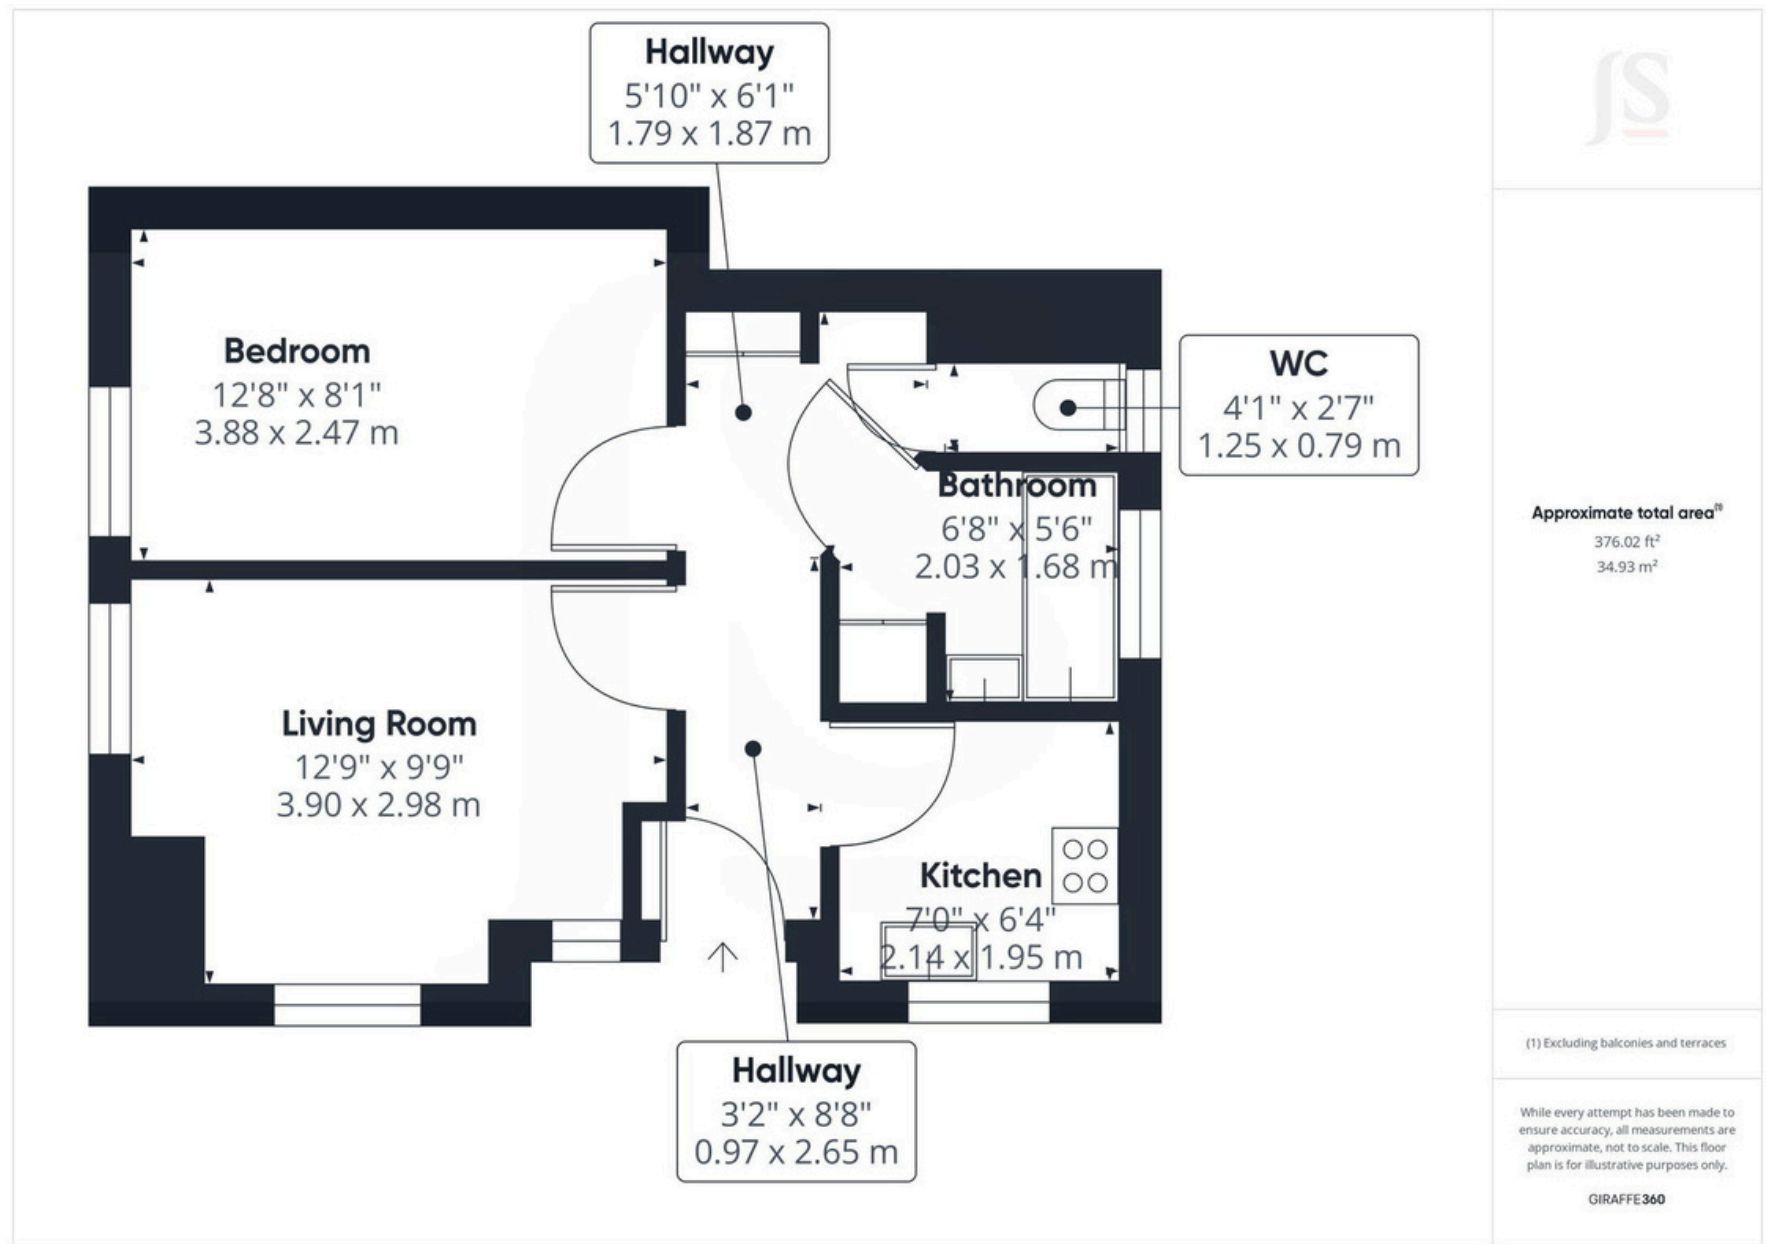 Hallway
5'10" x 6'1"
1.79 x 1.87 m
Bedroom
12'8" x 8'1"
3.88 x 2.47 m
WC
4'1" x 2'7"
1.25 x 0.79 m
Bathroom
6'8" x 5'6"
2.03 x 1.68 m
Living Room
12'9" x 9'9"
3.90 x 2.98 m
Kitchen
7'0" x 6'4"
2.14 x 1.95 m
Hallway
3'2" x 8'8"
0.97 x 2.65 m
JS
Approximate total area(1)
376.02 ft²
34.93 m²
(1) Excluding balconies and terraces
While every attempt has been made to
ensure accuracy, all measurements are
approximate, not to scale. This floor
plan is for illustrative purposes only.
GIRAFFE360